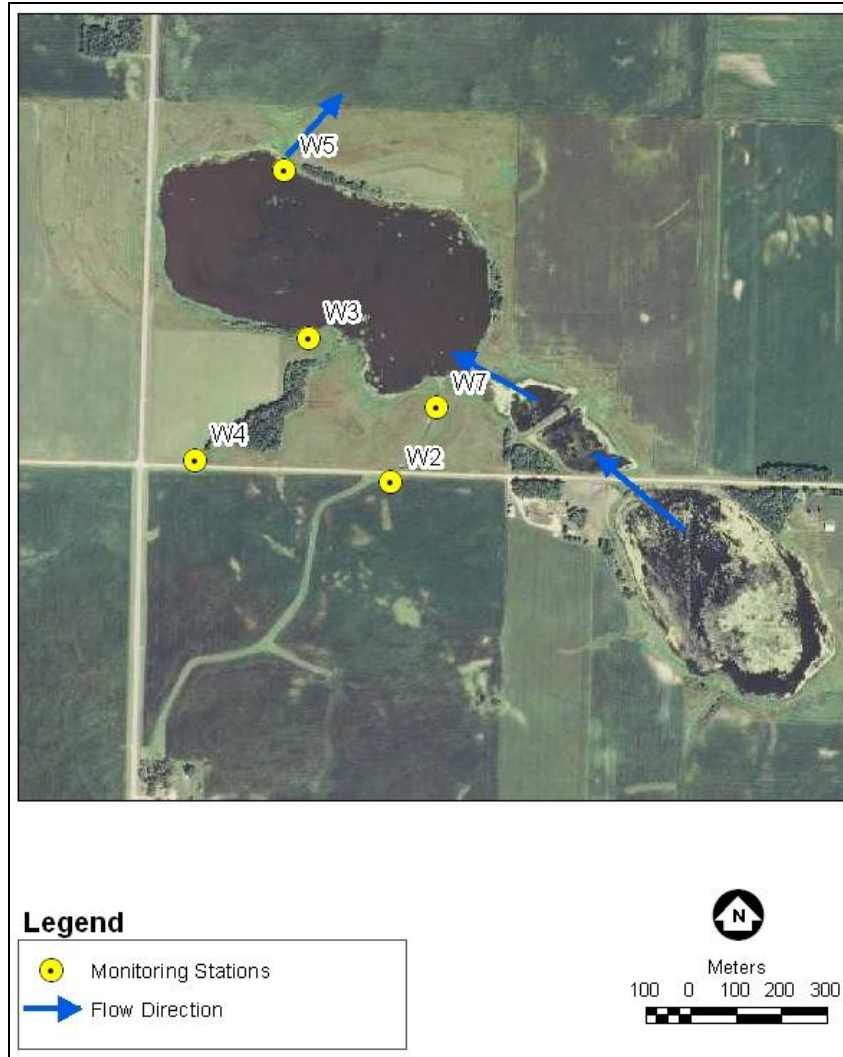 W5
W3
W7
W4
W2
Legend
Monitoring Stations
Flow Direction
N
Meters
100 0 100 200 300